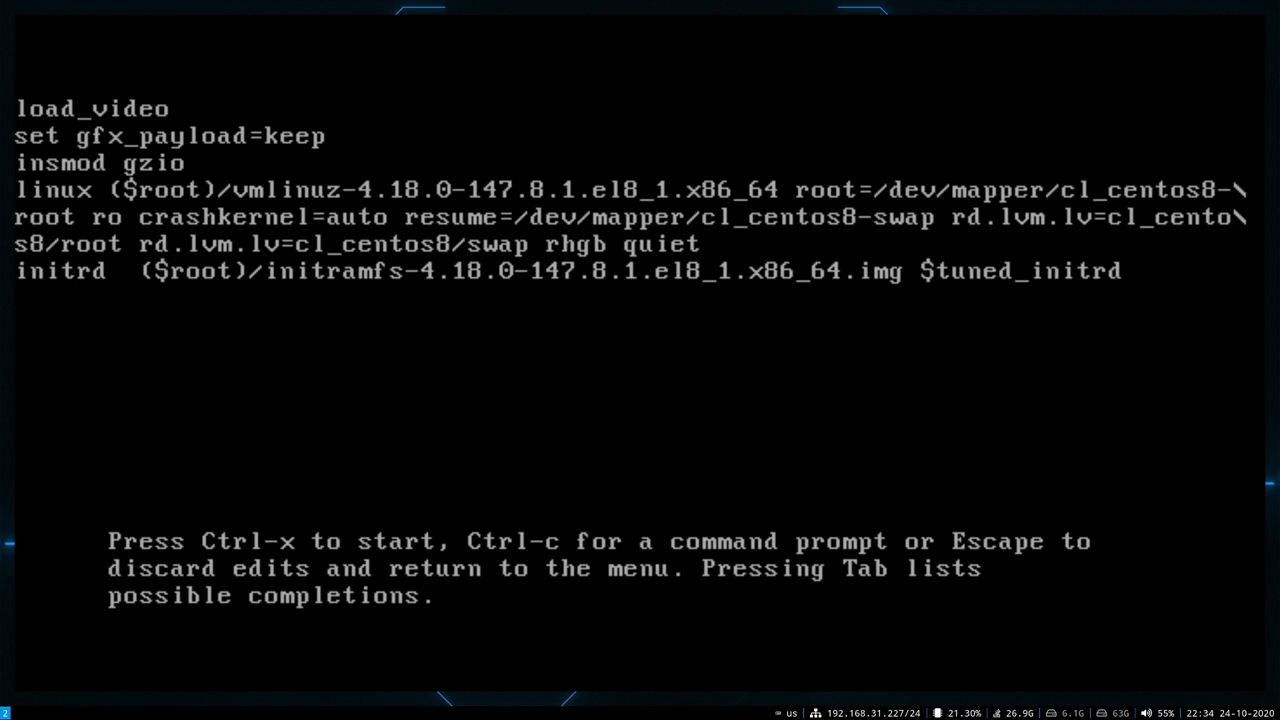 load_video
set gfx_payload=keep
insmod gzio
linux ($root)/vmlinuz-4.18.0-147.8.1.el8_1.x86_64 root=/dev/mapper/cl_centos8-\
root ro crashkernel=auto resume=/dev/mapper/cl_centos8-swap rd.lvm.lv=cl_cento\
s8/root rd.lvm.lv=cl_centos8/swap rhgb quiet
initrd  ($root)/initramfs-4.18.0-147.8.1.el8_1.x86_64.img $tuned_initrd
Press Ctrl-x to start, Ctrl-c for a command prompt or Escape to
discard edits and return to the menu. Pressing Tab lists
possible completions.
2 us | 192.168.31.227/24 | 21.30% | 26.9G | 6.1G | 63G | 55% | 22:34 24-10-2020